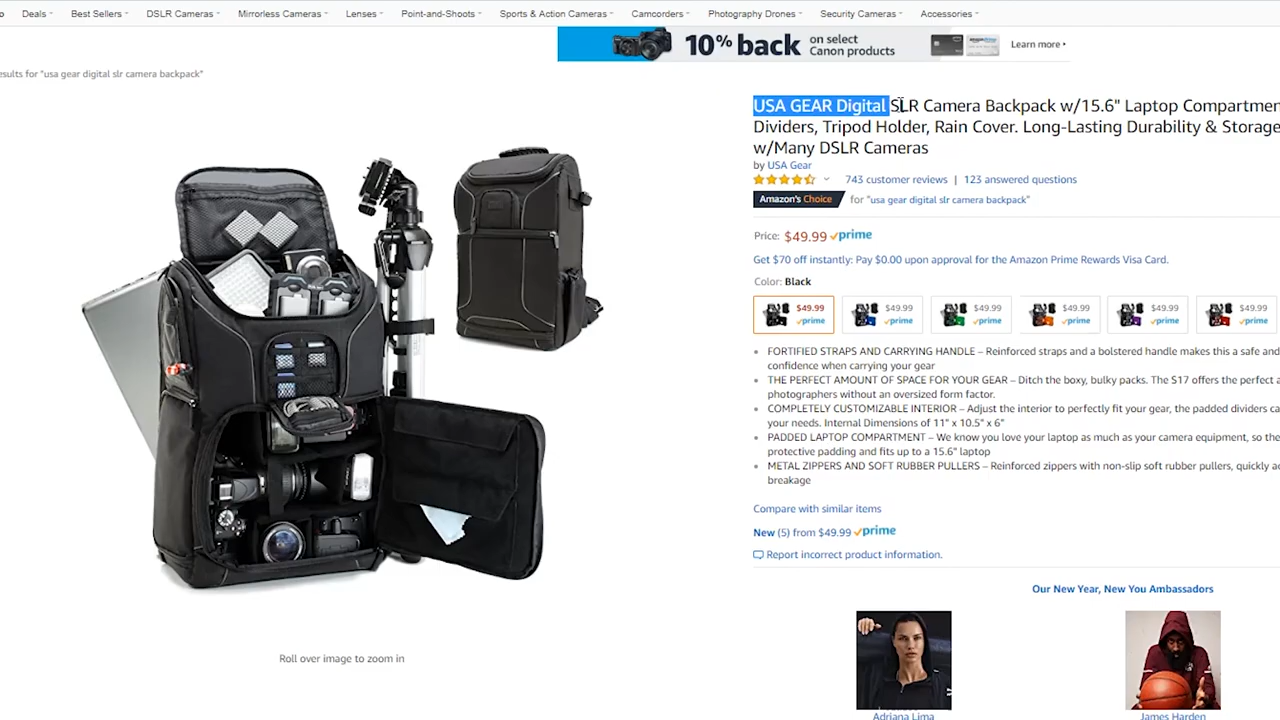 Deals Best Sellers DSLR Cameras Mirrorless Cameras Lenses Point-and-Shoots Sports & Action Cameras Camcorders Photography Drones Security Cameras Accessories
10% back on select Canon products Learn more
esults for "usa gear digital slr camera backpack"
USA GEAR Digital SLR Camera Backpack w/15.6" Laptop Compartmen
Dividers, Tripod Holder, Rain Cover. Long-Lasting Durability & Storage
w/Many DSLR Cameras
by USA Gear
743 customer reviews | 123 answered questions
Amazon's Choice for "usa gear digital slr camera backpack"
Price: $49.99 prime
Get $70 off instantly: Pay $0.00 upon approval for the Amazon Prime Rewards Visa Card.
Color: Black
$49.99 $49.99 $49.99 $49.99 $49.99 $49.99
prime prime prime prime prime prime
FORTIFIED STRAPS AND CARRYING HANDLE – Reinforced straps and a bolstered handle makes this a safe and
confidence when carrying your gear
THE PERFECT AMOUNT OF SPACE FOR YOUR GEAR – Ditch the boxy, bulky packs. The S17 offers the perfect a
photographers without an oversized form factor.
COMPLETELY CUSTOMIZABLE INTERIOR – Adjust the interior to perfectly fit your gear, the padded dividers ca
your needs. Internal Dimensions of 11" x 10.5" x 6"
PADDED LAPTOP COMPARTMENT – We know you love your laptop as much as your camera equipment, so the
protective padding and fits up to a 15.6" laptop
METAL ZIPPERS AND SOFT RUBBER PULLERS – Reinforced zippers with non-slip soft rubber pullers, quickly a
breakage
Compare with similar items
New (5) from $49.99 prime
Report incorrect product information.
Our New Year, New You Ambassadors
Roll over image to zoom in
Adriana Lima James Harden